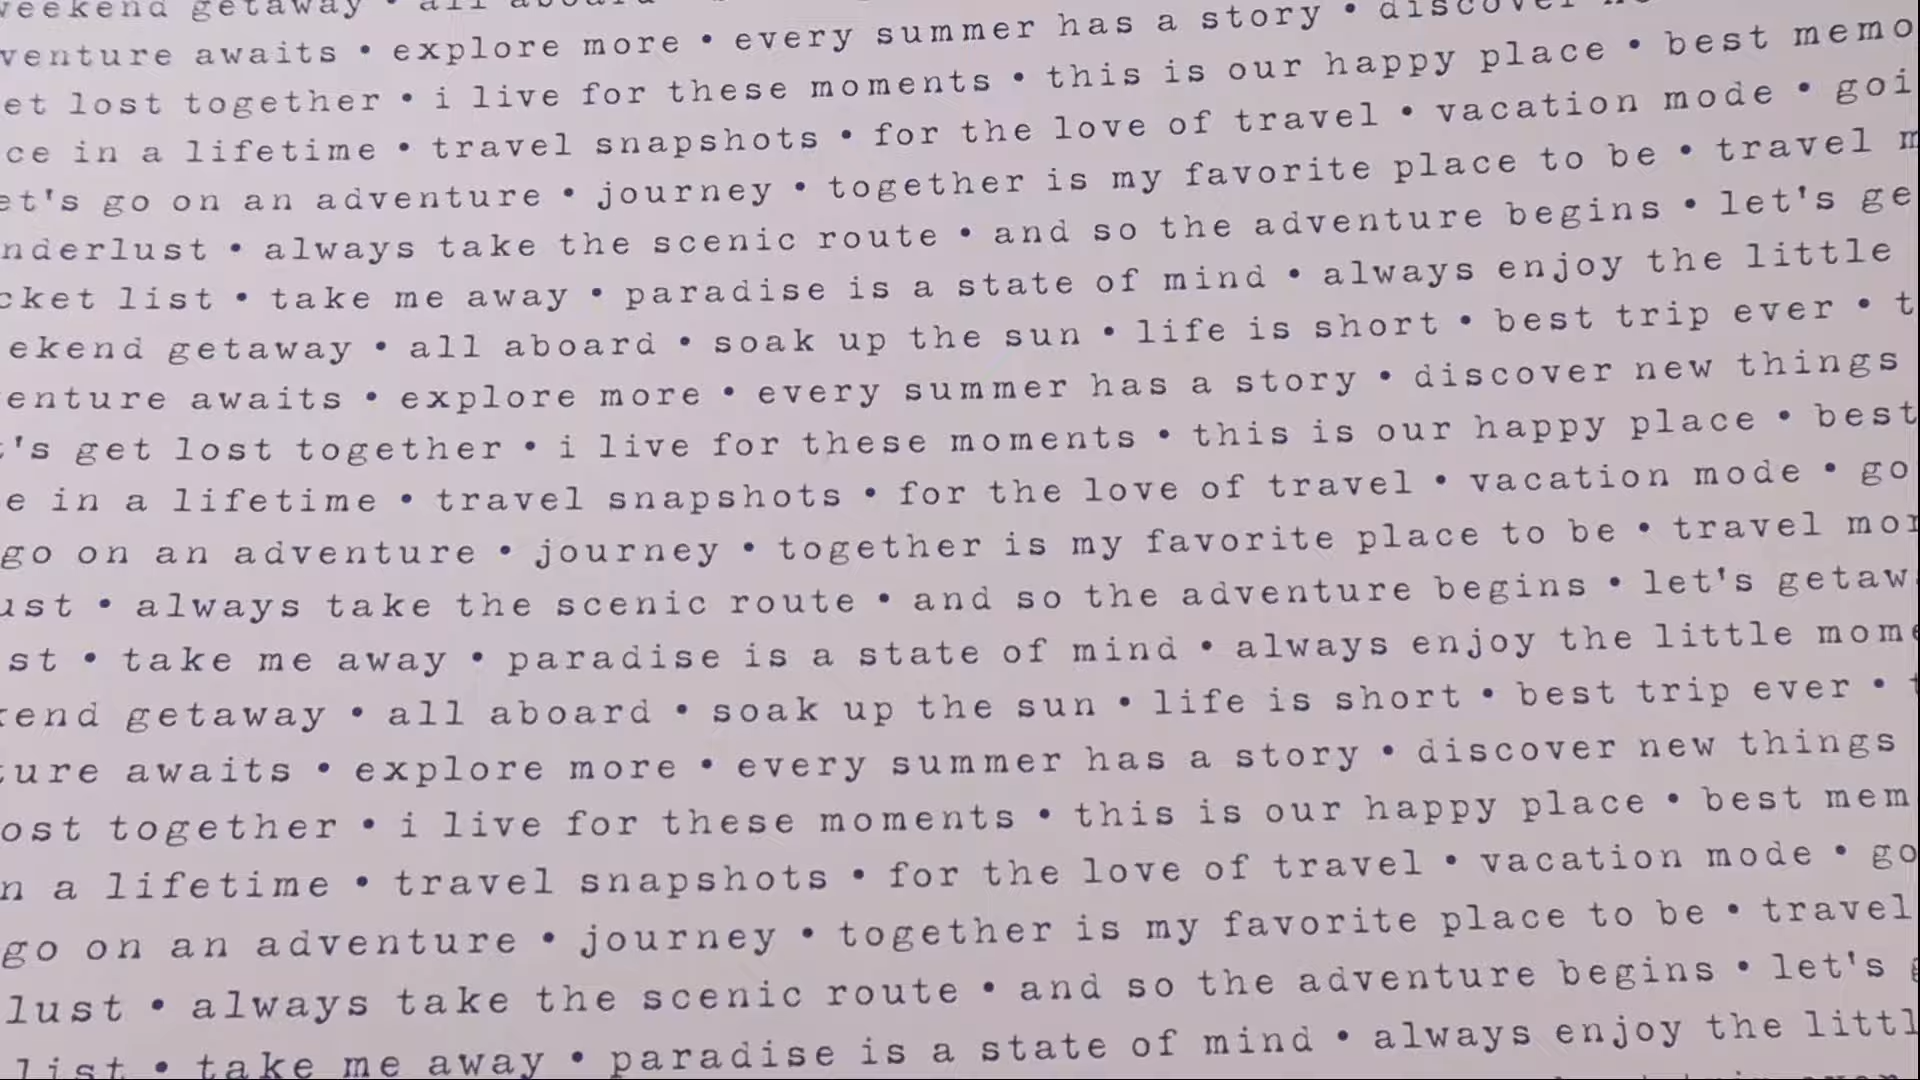 weekend getaway • all aboard
venture awaits • explore more • every summer has a story • discover
et lost together • i live for these moments • this is our happy place • best memo
ce in a lifetime • travel snapshots • for the love of travel • vacation mode • goi
et's go on an adventure • journey • together is my favorite place to be • travel m
nderlust • always take the scenic route • and so the adventure begins • let's ge
cket list • take me away • paradise is a state of mind • always enjoy the little
ekend getaway • all aboard • soak up the sun • life is short • best trip ever • t
enture awaits • explore more • every summer has a story • discover new things
t's get lost together • i live for these moments • this is our happy place • best
e in a lifetime • travel snapshots • for the love of travel • vacation mode • go
go on an adventure • journey • together is my favorite place to be • travel mor
ust • always take the scenic route • and so the adventure begins • let's getaw
st • take me away • paradise is a state of mind • always enjoy the little mome
kend getaway • all aboard • soak up the sun • life is short • best trip ever • t
ture awaits • explore more • every summer has a story • discover new things
ost together • i live for these moments • this is our happy place • best mem
n a lifetime • travel snapshots • for the love of travel • vacation mode • go
go on an adventure • journey • together is my favorite place to be • travel
lust • always take the scenic route • and so the adventure begins • let's g
list • take me away • paradise is a state of mind • always enjoy the littl